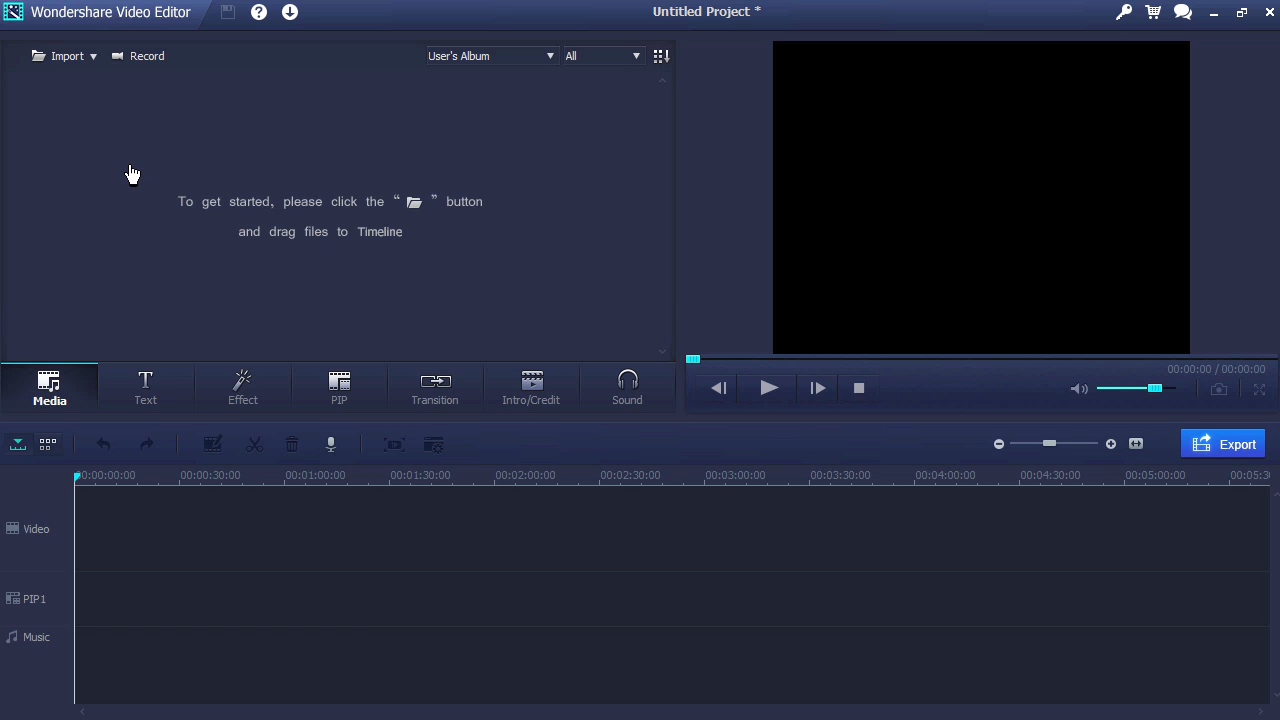 Wondershare Video Editor
Untitled Project *
Import
Record
User's Album
All
To get started, please click the “ ” button
and drag files to Timeline
00:00:00 / 00:00:00
Media
Text
Effect
PIP
Transition
Intro/Credit
Sound
Export
00:00:00:00 00:00:30:00 00:01:00:00 00:01:30:00 00:02:00:00 00:02:30:00 00:03:00:00 00:03:30:00 00:04:00:00 00:04:30:00 00:05:00:00 00:05:3
Video
PIP1
Music